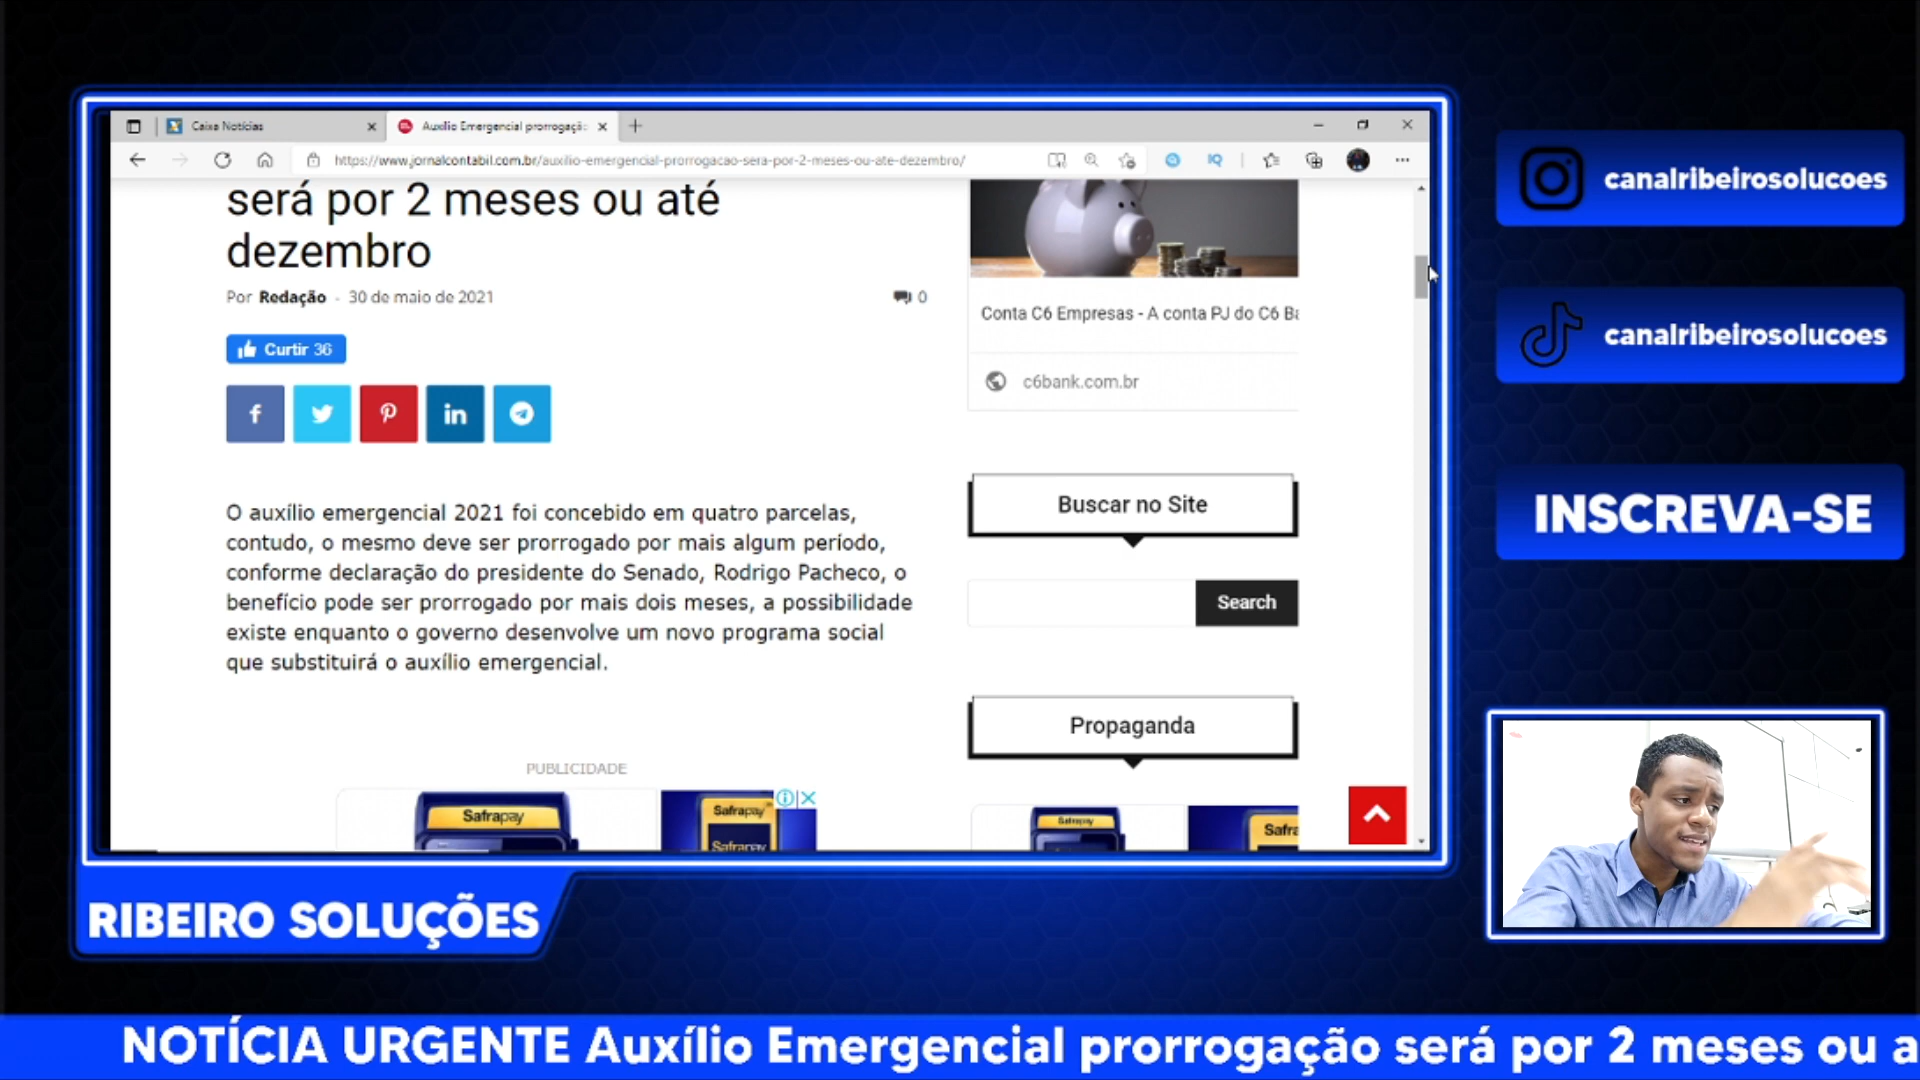 Caixa Notícias
Auxílio Emergencial prorrogaçã
https://www.jornalcontabil.com.br/auxilio-emergencial-prorrogacao-sera-por-2-meses-ou-ate-dezembro/
IQ
será por 2 meses ou até
dezembro
Por Redação - 30 de maio de 2021
0
Curtir 36
O auxílio emergencial 2021 foi concebido em quatro parcelas,
contudo, o mesmo deve ser prorrogado por mais algum período,
conforme declaração do presidente do Senado, Rodrigo Pacheco, o
benefício pode ser prorrogado por mais dois meses, a possibilidade
existe enquanto o governo desenvolve um novo programa social
que substituirá o auxílio emergencial.
PUBLICIDADE
Safrapay
Safrapay
Safrapay
Conta C6 Empresas - A conta PJ do C6 Ba
c6bank.com.br
Buscar no Site
Search
Propaganda
Safrapay
Safra
canalribeirosolucoes
canalribeirosolucoes
INSCREVA-SE
RIBEIRO SOLUÇÕES
NOTÍCIA URGENTE Auxílio Emergencial prorrogação será por 2 meses ou a